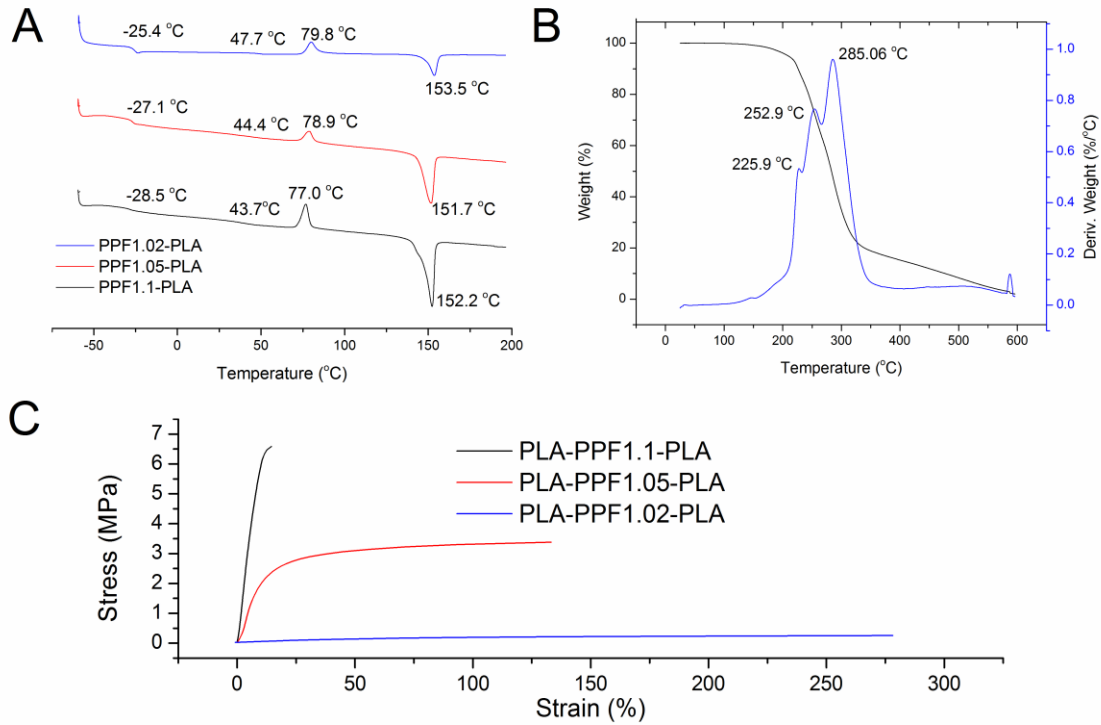 A
-25.4 °C
47.7 °C
79.8 °C
153.5 °C
-27.1 °C
44.4 °C
78.9 °C
151.7 °C
-28.5 °C
43.7°C
77.0 °C
152.2 °C
PPF1.02-PLA
PPF1.05-PLA
PPF1.1-PLA
-50 0 50 100 150 200
Temperature (°C)
B
Weight (%)
100
80
60
40
20
0
285.06 °C
252.9 °C
225.9 °C
1.0
0.8
0.6
0.4
0.2
0.0
Deriv. Weight (%/°C)
0 100 200 300 400 500 600
Temperature (°C)
C
Stress (MPa)
7
6
5
4
3
2
1
0
PLA-PPF1.1-PLA
PLA-PPF1.05-PLA
PLA-PPF1.02-PLA
0 50 100 150 200 250 300
Strain (%)